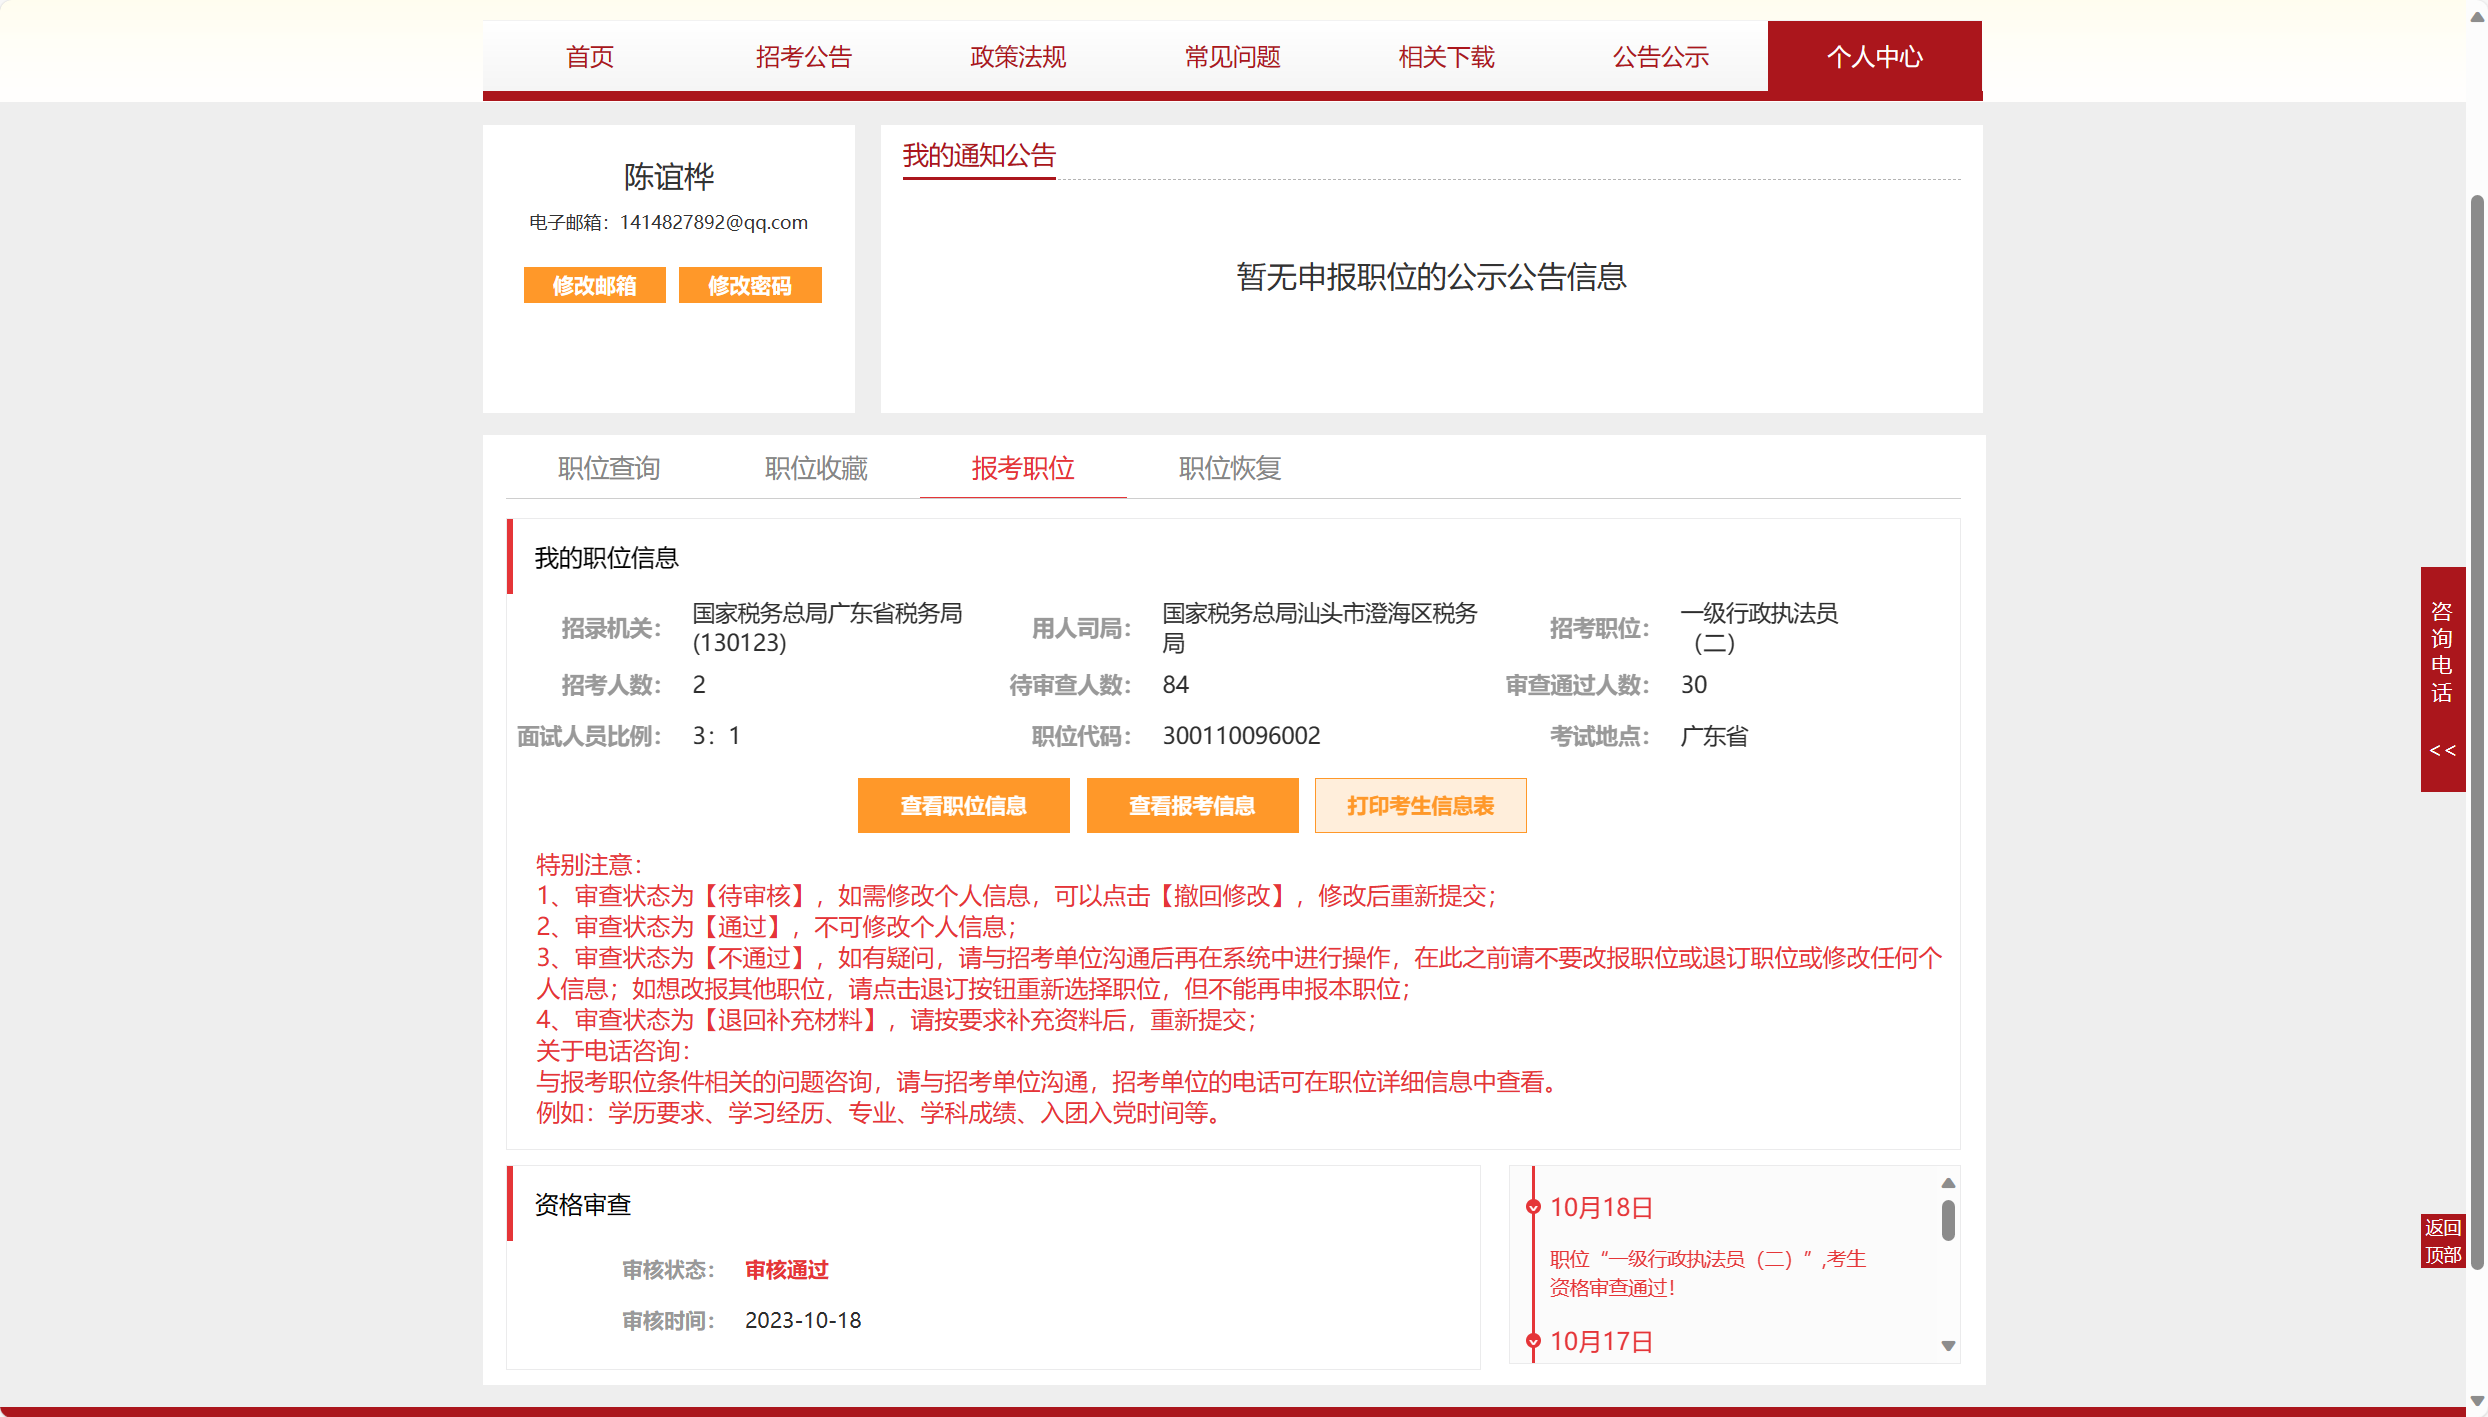 首页 招考公告 政策法规 常见问题 相关下载 公告公示 个人中心
陈谊桦
电子邮箱：1414827892@qq.com
修改邮箱 修改密码
我的通知公告
暂无申报职位的公示公告信息
职位查询 职位收藏 报考职位 职位恢复
我的职位信息
招录机关： 国家税务总局广东省税务局
(130123)
用人司局： 国家税务总局汕头市澄海区税务
局
招考职位： 一级行政执法员
（二）
招考人数： 2 待审查人数： 84 审查通过人数： 30
面试人员比例： 3：1 职位代码： 300110096002 考试地点： 广东省
查看职位信息 查看报考信息 打印考生信息表
特别注意：
1、审查状态为【待审核】，如需修改个人信息，可以点击【撤回修改】，修改后重新提交；
2、审查状态为【通过】，不可修改个人信息；
3、审查状态为【不通过】，如有疑问，请与招考单位沟通后再在系统中进行操作，在此之前请不要改报职位或退订职位或修改任何个
人信息；如想改报其他职位，请点击退订按钮重新选择职位，但不能再申报本职位；
4、审查状态为【退回补充材料】，请按要求补充资料后，重新提交；
关于电话咨询：
与报考职位条件相关的问题咨询，请与招考单位沟通，招考单位的电话可在职位详细信息中查看。
例如：学历要求、学习经历、专业、学科成绩、入团入党时间等。
资格审查
审核状态： 审核通过
审核时间： 2023-10-18
10月18日
职位“一级行政执法员（二）”,考生
资格审查通过！
10月17日
咨
询
电
话
<<
返回
顶部